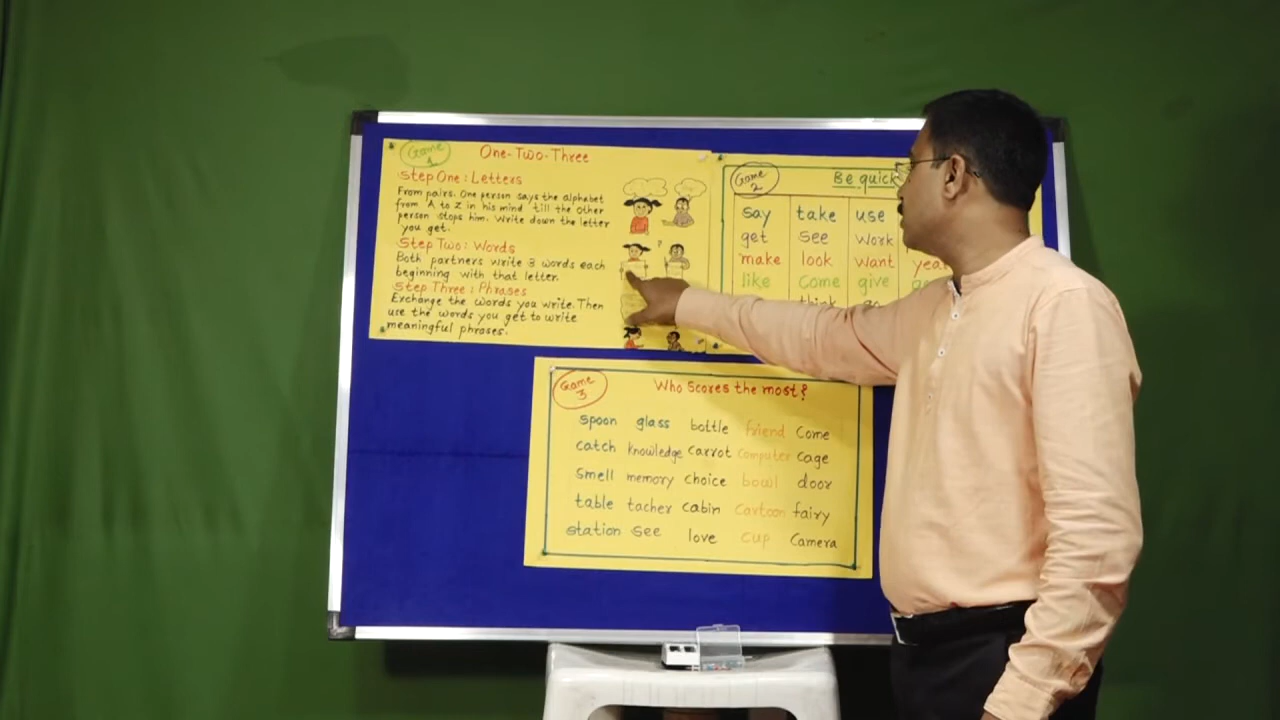 Game 1
One-Two-Three
Step One: Letters
From pairs. One person says the alphabet
from A to Z in his mind till the other
person stops him. Write down the letter
you get.
Step Two: Words
Both partners write 8 words each
beginning with that letter.
Step Three: Phrases
Exchange the words you write. Then
use the words you get to write
meaningful phrases.
?
Game 2
Be quick
say take use
get see work
make look want year
like come give
think go
Game 3
Who Scores the most?
spoon glass bottle friend come
catch knowledge carrot computer cage
smell memory choice bowl door
table tacher cabin cartoon fairy
station see love cup camera